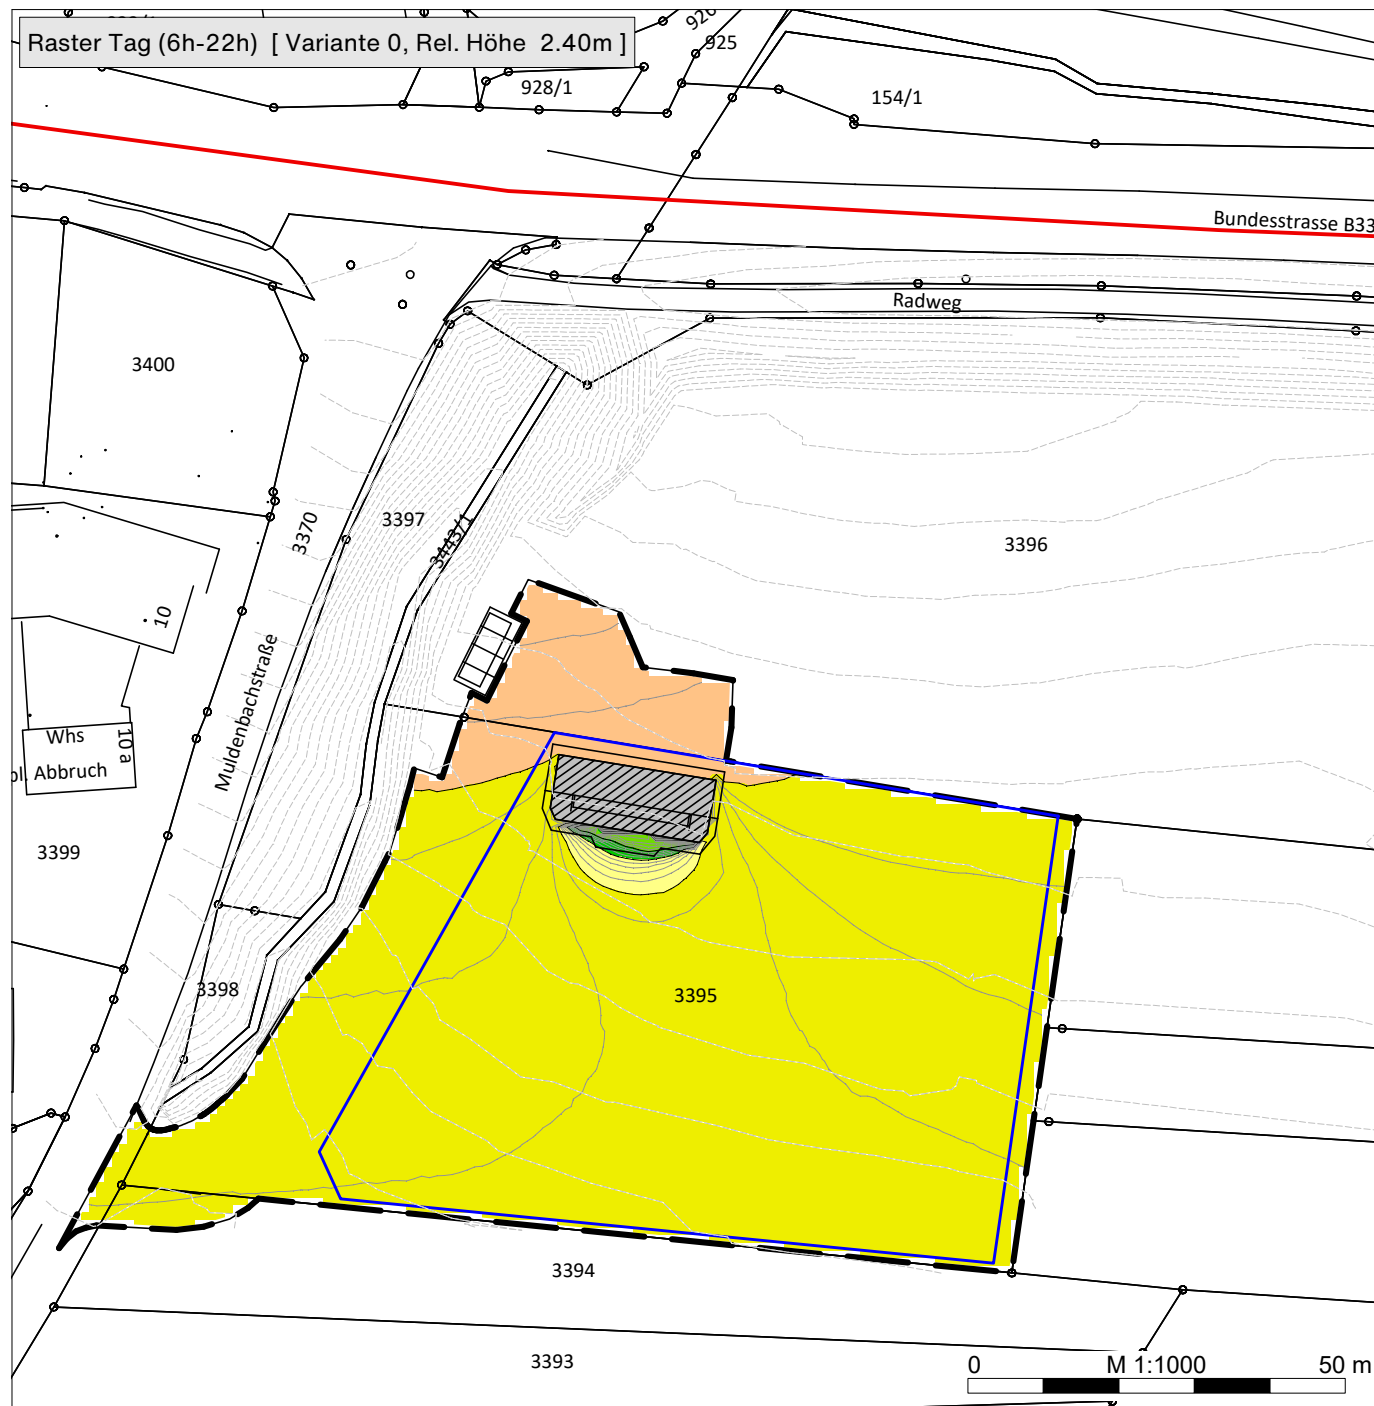 Raster Tag (6h-22h) [ Variante 0, Rel. Höhe 2.40m ]
925
928/1
154/1
Bundesstrasse B33
Radweg
3400
3370
3397
3443/1
3396
10
Muldenbachstraße
Whs
10 a
Abbruch
3399
3398
3395
3394
3393
0 M 1:1000 50 m